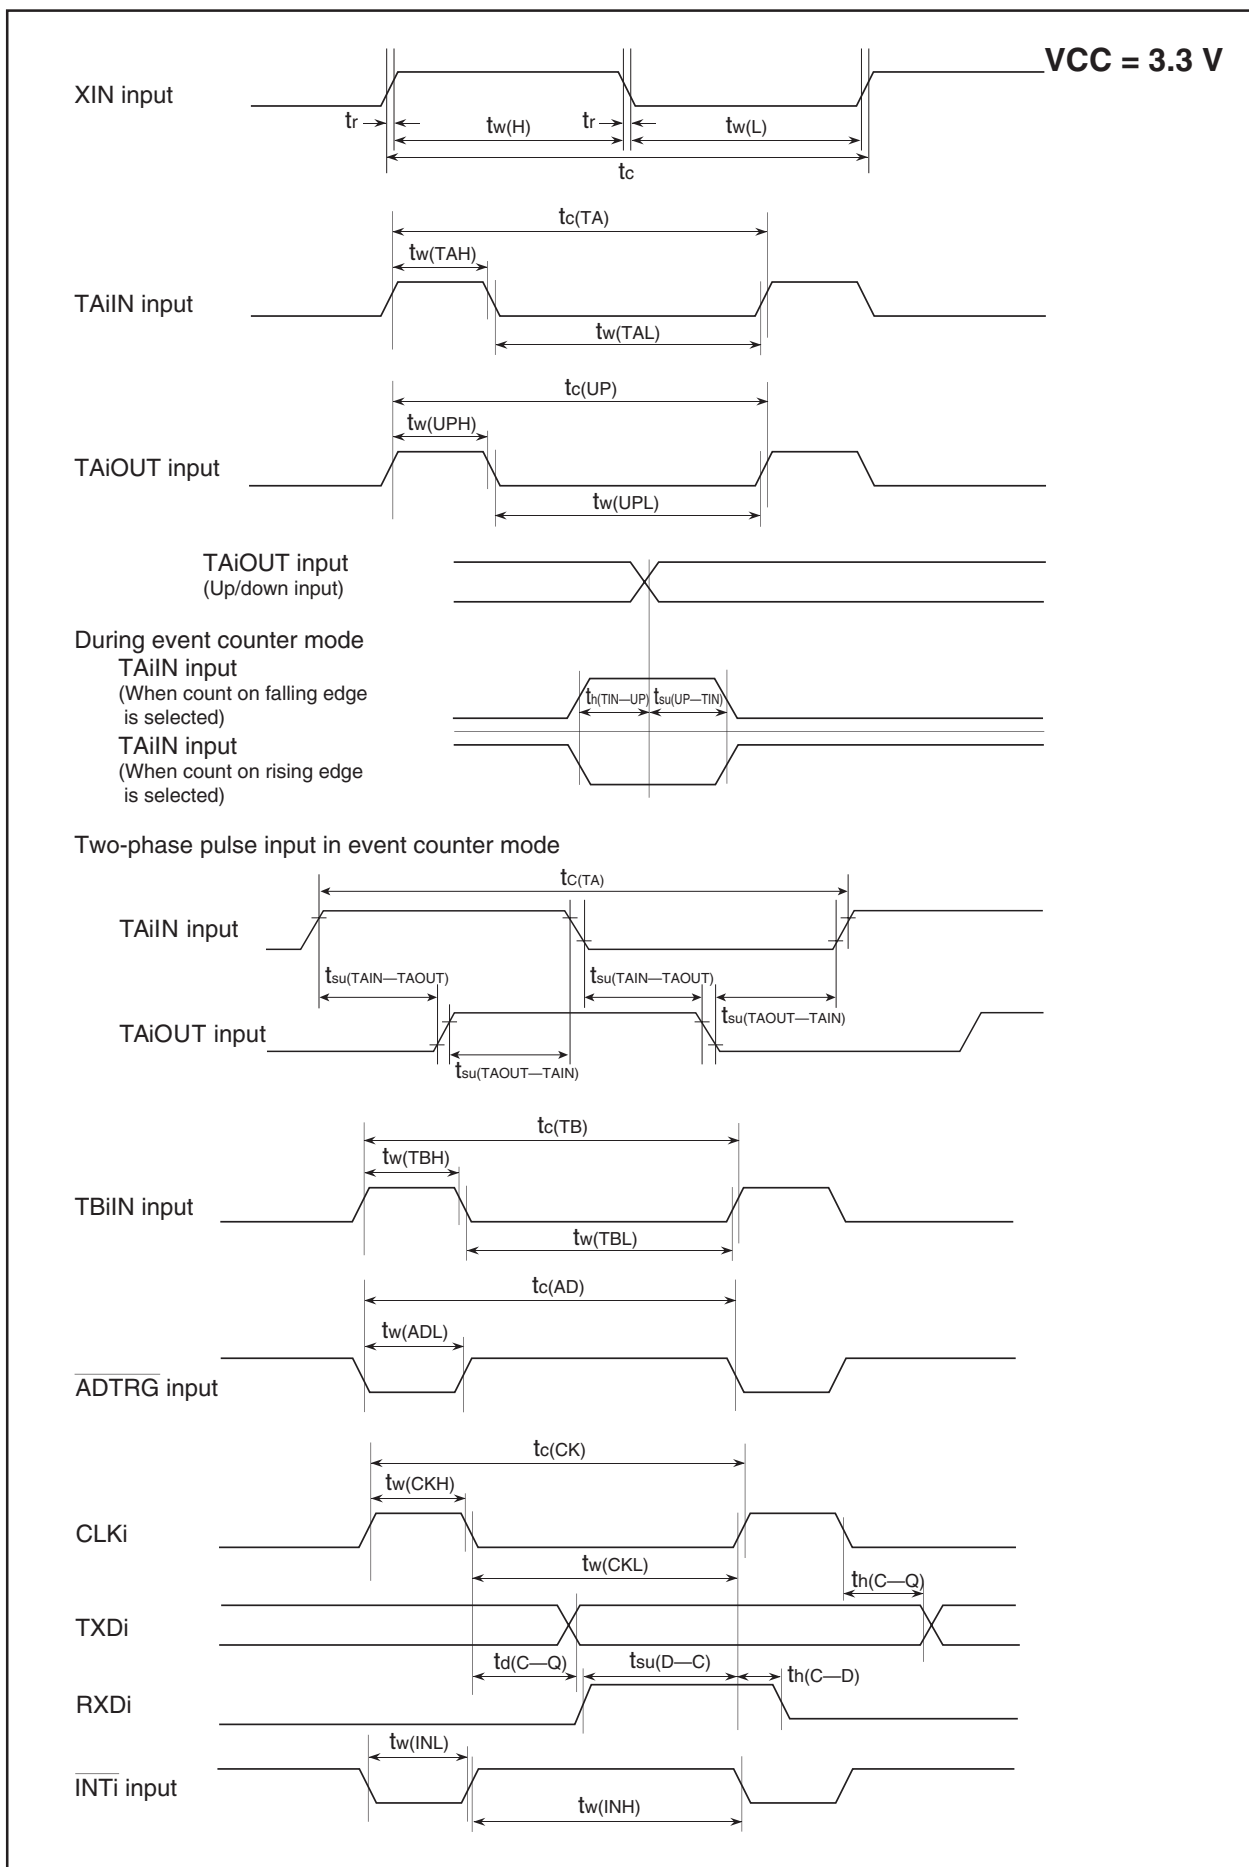 VCC = 3.3 V
XIN input
tr
tw(H)
tr
tw(L)
tc
tc(TA)
tw(TAH)
TAiIN input
tw(TAL)
tc(UP)
tw(UPH)
TAiOUT input
tw(UPL)
TAiOUT input
(Up/down input)
During event counter mode
TAiIN input
(When count on falling edge
is selected)
th(TIN—UP)
tsu(UP—TIN)
TAiIN input
(When count on rising edge
is selected)
Two-phase pulse input in event counter mode
tC(TA)
TAiIN input
tsu(TAIN—TAOUT)
tsu(TAIN—TAOUT)
tsu(TAOUT—TAIN)
TAiOUT input
tsu(TAOUT—TAIN)
tc(TB)
tw(TBH)
TBiIN input
tw(TBL)
tc(AD)
tw(ADL)
ADTRG input
tc(CK)
tw(CKH)
CLKi
tw(CKL)
th(C—Q)
TXDi
td(C—Q)
tsu(D—C)
th(C—D)
RXDi
tw(INL)
INTi input
tw(INH)